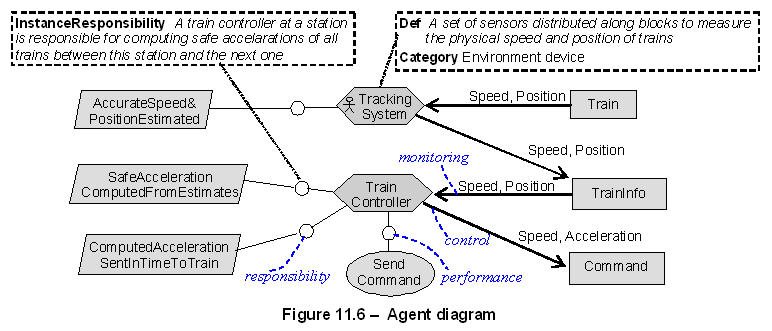 InstanceResponsibility A train controller at a station
is responsible for computing safe accelerations of all
trains between this station and the next one
Def A set of sensors distributed along blocks to measure
the physical speed and position of trains
Category Environment device
AccurateSpeed&
PositionEstimated
Tracking
System
Speed, Position
Train
Speed, Position
monitoring
SafeAcceleration
ComputedFromEstimates
Train
Controller
Speed, Position
TrainInfo
control
Speed, Acceleration
ComputedAcceleration
SentInTimeToTrain
responsibility
Send
Command
performance
Command
Figure 11.6 – Agent diagram